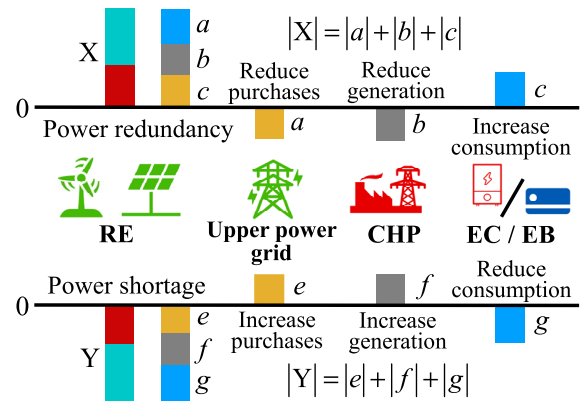 X
a
b
c
|X|=|a|+|b|+|c|
Reduce
purchases
Reduce
generation
c
0
Power redundancy
a
b
Increase
consumption
RE
Upper power
grid
CHP
EC / EB
Power shortage
e
f
Reduce
consumption
0
Y
e
f
g
Increase
purchases
Increase
generation
g
|Y|=|e|+|f|+|g|